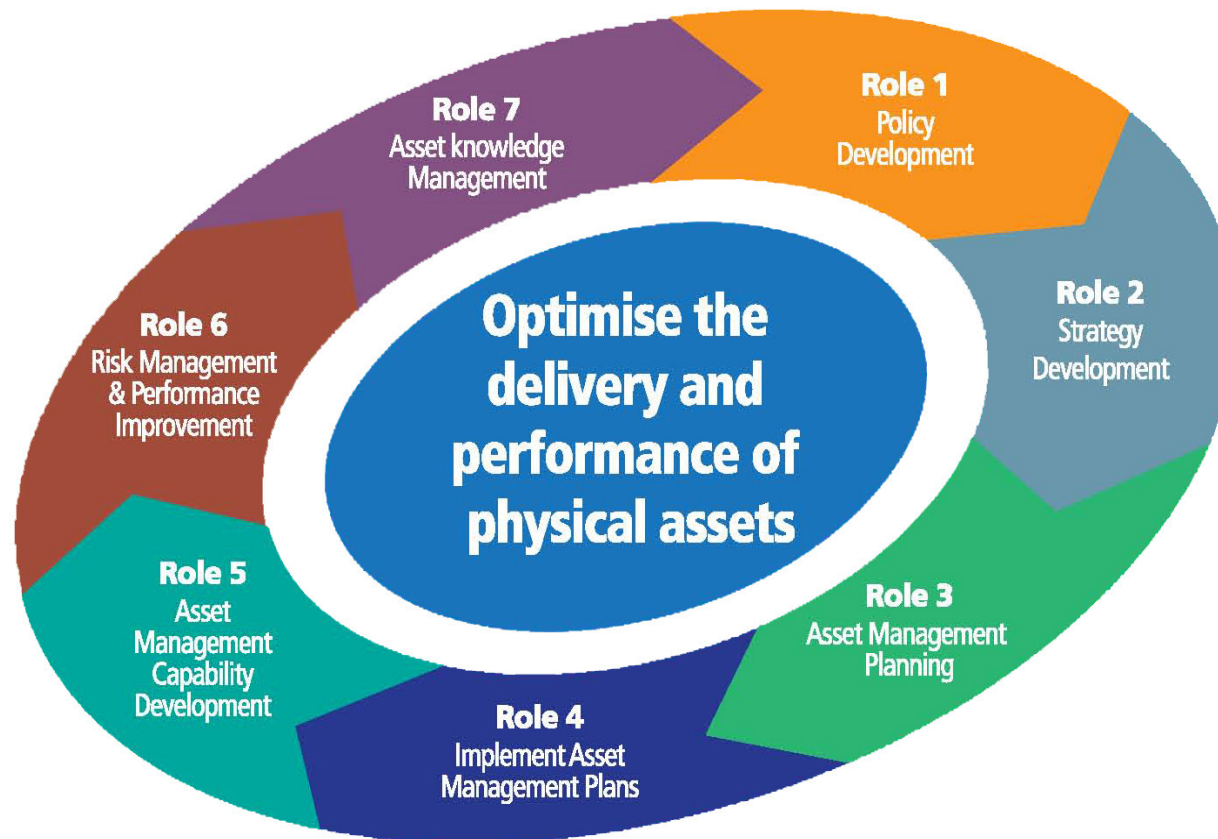 Role 1
Policy
Development
Role 2
Strategy
Development
Role 3
Asset Management
Planning
Role 4
Implement Asset
Management Plans
Role 5
Asset
Management
Capability
Development
Role 6
Risk Management
& Performance
Improvement
Role 7
Asset knowledge
Management
Optimise the
delivery and
performance of
physical assets